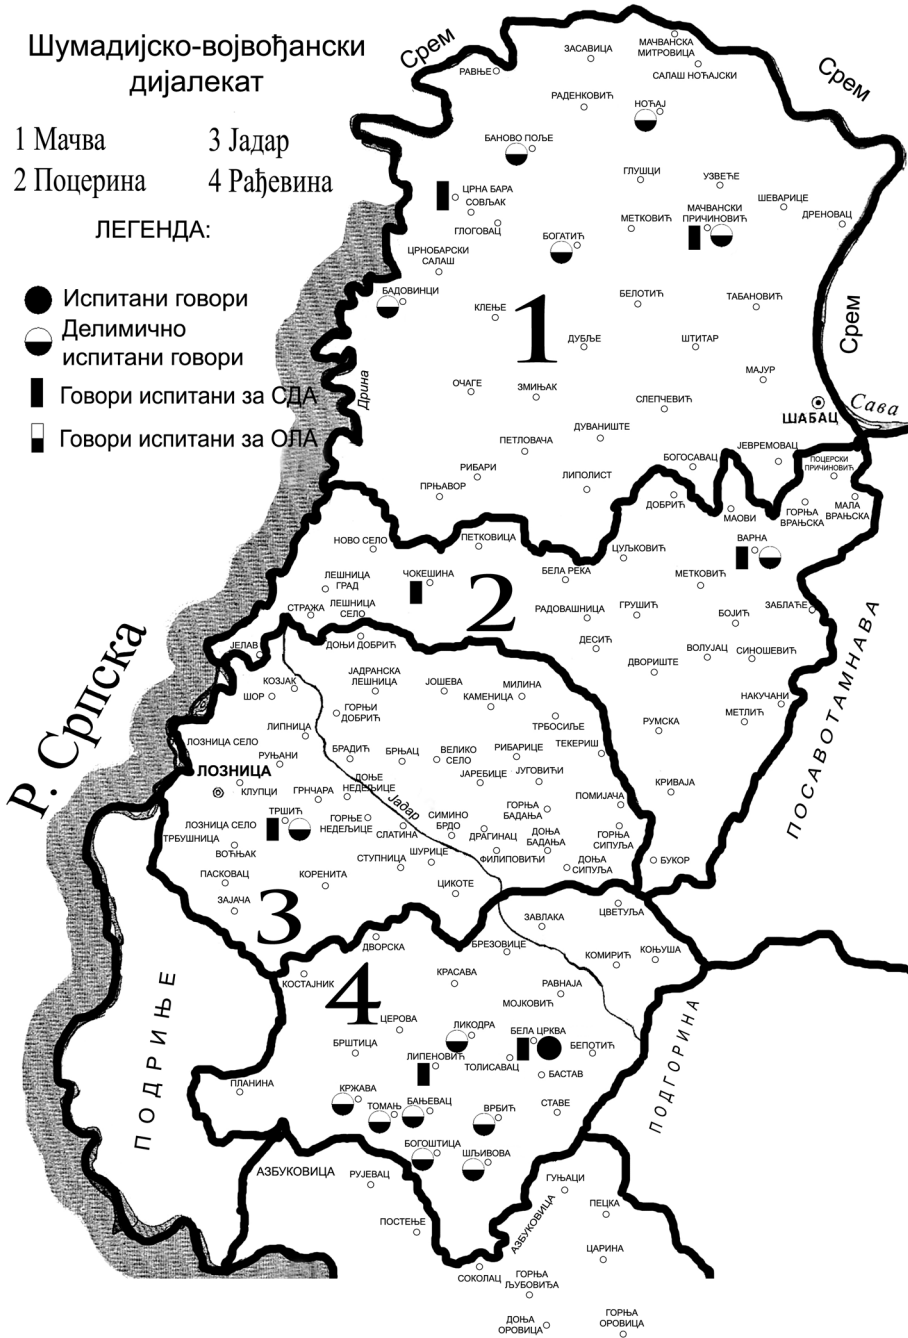 Шумадијско-војвођански
дијалекат
1 Мачва
3 Јадар
2 Поцерина
4 Рађевина
ЛЕГЕНДА:
Испитани говори
Делимично
испитани говори
Говори испитани за СДА
Говори испитани за ОЛА
Срем
Срем
Срем
Сава
Дрина
Р. Српска
ЗАСАВИЦА
МАЧВАНСКА
МИТРОВИЦА
РАВЊЕ
САЛАШ НОЋАЈСКИ
РАДЕНКОВИЋ
НОЋАЈ
БАНОВО ПОЉЕ
ГЛУШЦИ
УЗВЕЋЕ
ЦРНА БАРА
СОВЉАК
ШЕВАРИЦЕ
МАЧВАНСКИ
ПРИЧИНОВИЋ
ДРЕНОВАЦ
МЕТКОВИЋ
ГЛОГОВАЦ
БОГАТИЋ
ЦРНОБАРСКИ
САЛАШ
БАДОВИНЦИ
БЕЛОТИЋ
ТАБАНОВИЋ
КЛЕЊЕ
1
ДУБЉЕ
ШТИТАР
МАЈУР
ОЧАГЕ
ЗМИЊАК
СЛЕПЧЕВИЋ
ШАБАЦ
ДУВАНИШТЕ
ПЕТЛОВАЧА
ЈЕВРЕМОВАЦ
БОГОСАВАЦ
ПОЦЕРСКИ
ПРИЧИНОВИЋ
РИБАРИ
ПРЊАВОР
ЛИПОЛИСТ
ДОБРИЋ
МАОВИ
ГОРЊА
ВРАЊСКА
МАЛА
ВРАЊСКА
НОВО СЕЛО
ПЕТКОВИЦА
ВАРНА
ЦУЉКОВИЋ
ЛЕШНИЦА
ГРАД
ЧОКЕШИНА
БЕЛА РЕКА
МЕТКОВИЋ
2
СТРАЖА
ЛЕШНИЦА
СЕЛО
РАДОВАШНИЦА
ГРУШИЋ
БОЈИЋ
ЗАБЛАЋЕ
ЈЕЛАВ
ДОЊИ ДОБРИЋ
ДЕСИЋ
ДВОРИШТЕ
ВОЛУЈАЦ
СИНОШЕВИЋ
ПОСАВОТАМНАВА
КОЗЈАК
ШОР
ЈАДРАНСКА
ЛЕШНИЦА
ЈОШЕВА
МИЛИНА
КАМЕНИЦА
НАКУЧАНИ
МЕТЛИЋ
ГОРЊИ
ДОБРИЋ
ТРБОСИЉЕ
РУМСКА
ЛИПНИЦА
ЛОЗНИЦА СЕЛО
РУЊАНИ
БРАДИЋ
БРЊАЦ
ВЕЛИКО
СЕЛО
РИБАРИЦЕ
ТЕКЕРИШ
ЛОЗНИЦА
КЛУПЦИ
ГРНЧАРА
ДОЊЕ
НЕДЕЉИЦЕ
ЈАРЕБИЦЕ
ЈУГОВИЋИ
КРИВАЈА
Јадар
ПОМИЈАЧА
ТРШИЋ
ГОРЊЕ
НЕДЕЉИЦЕ
СИМИНО
БРДО
ГОРЊА
БАДАЊА
ЛОЗНИЦА СЕЛО
ТРБУШНИЦА
СЛАТИНА
ДРАГИНАЦ
ДОЊА
БАДАЊА
ГОРЊА
СИПУЉА
ВОЋЊАК
СТУПНИЦА
ШУРИЦЕ
ФИЛИПОВИЋИ
ДОЊА
СИПУЉА
БУКОР
ПАСКОВАЦ
КОРЕНИТА
ЦИКОТЕ
ЗАЈАЧА
3
ЗАВЛАКА
ЦВЕТУЉА
ДВОРСКА
БРЕЗОВИЦЕ
КОМИРИЋ
КОЊУША
КОСТАЈНИК
4
КРАСАВА
РАВНАЈА
МОЈКОВИЋ
ПОДРИЊЕ
ЦЕРОВА
ЛИКОДРА
БЕЛА ЦРКВА
БРШТИЦА
БЕПОТИЋ
ЛИПЕНОВИЋ
ТОЛИСАВАЦ
БАСТАВ
ПОДГОРИНА
ПЛАНИНА
КРЖАВА
ТОМАЊ
БАЊЕВАЦ
ВРБИЋ
СТАВЕ
БОГОШТИЦА
ШЉИВОВА
АЗБУКОВИЦА
РУЈЕВАЦ
ГУЊАЦИ
АЗБУКОВИЦА
ПЕЦКА
ПОСТЕЊЕ
ЦАРИНА
СОКОЛАЦ
ГОРЊА
ЉУБОВИЂА
ДОЊА
ОРОВИЦА
ГОРЊА
ОРОВИЦА